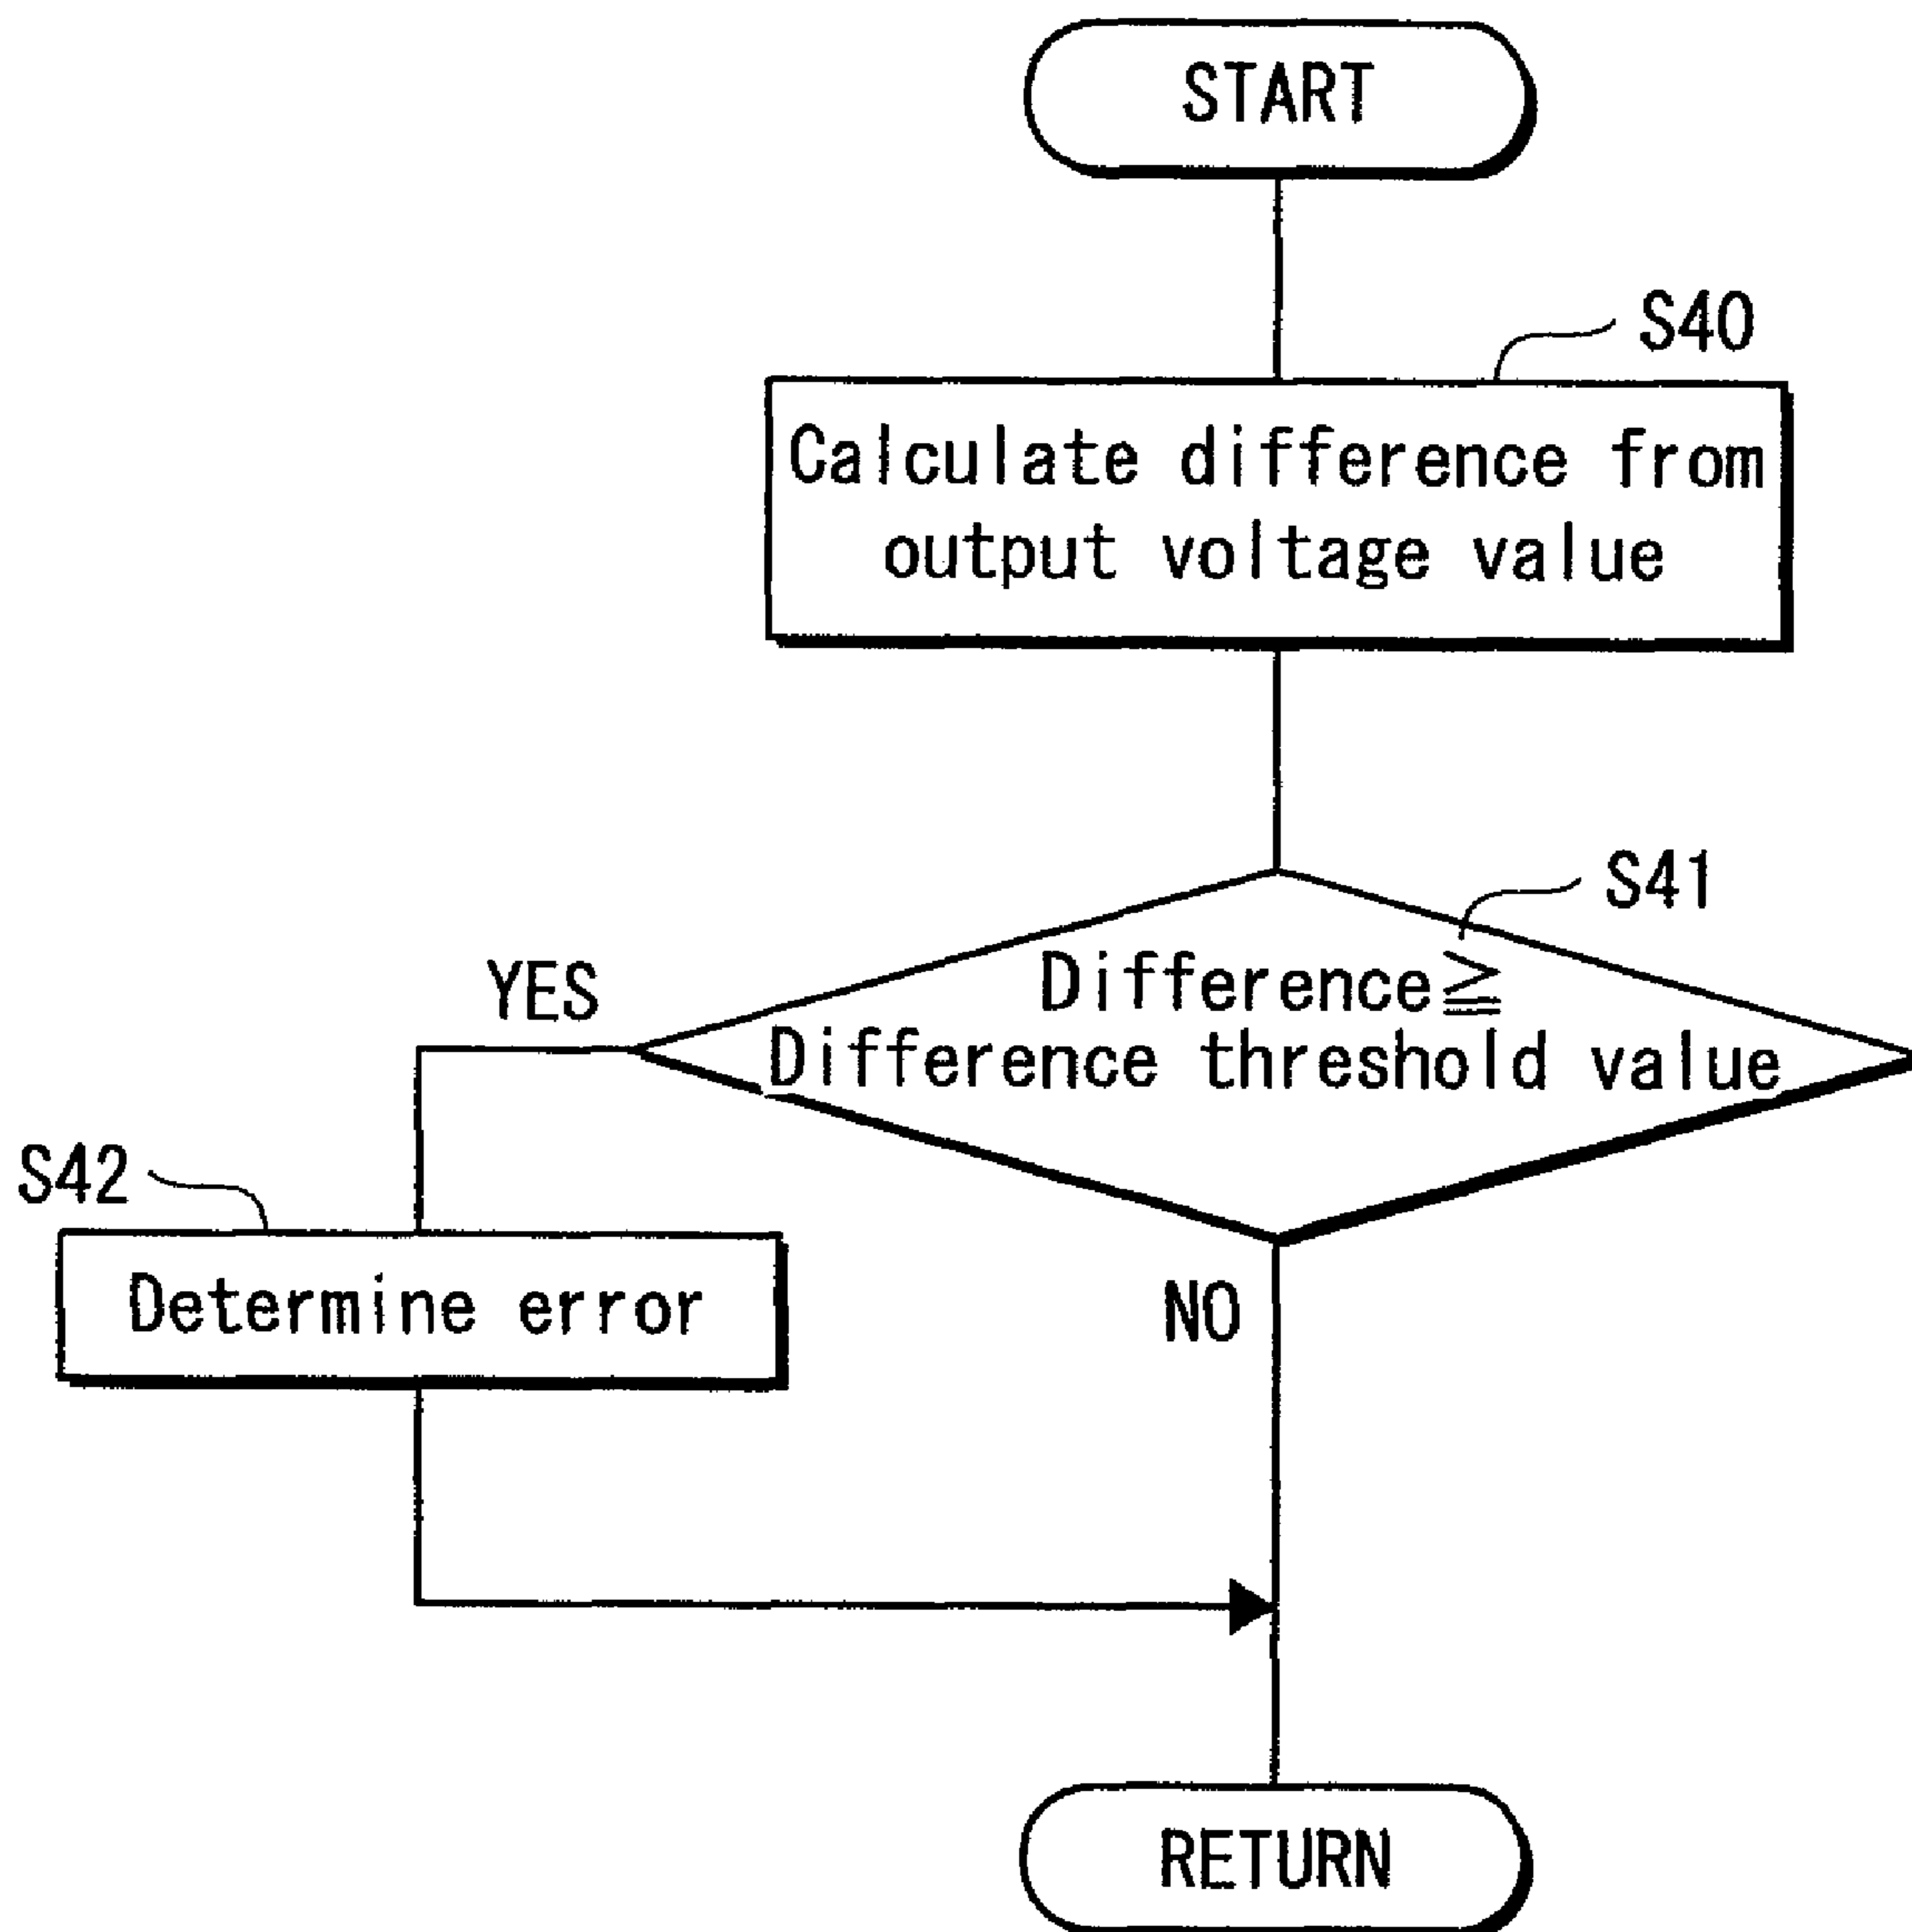 START
S40
Calculate difference from
output voltage value
S41
Difference≧
Difference threshold value
YES
S42
Determine error
NO
RETURN